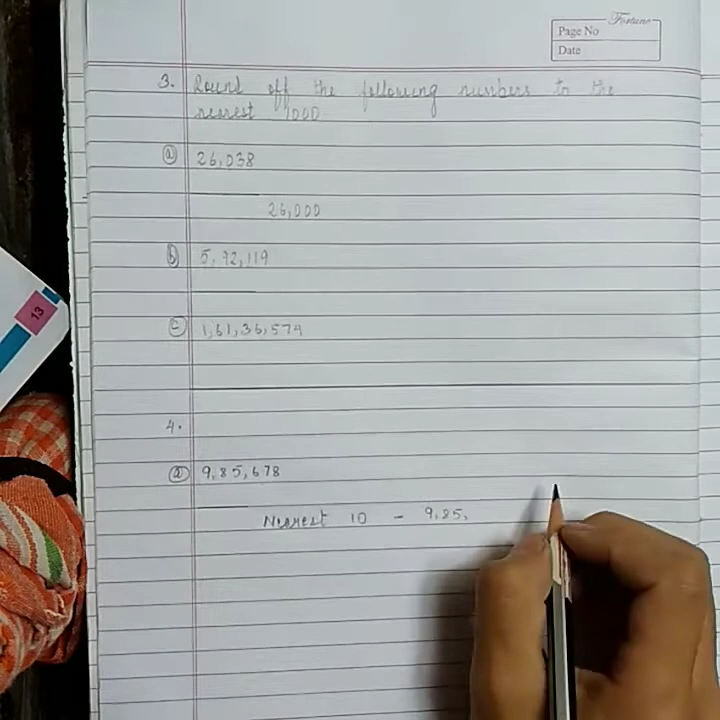 Fortune
Page No
Date
3. Round off the following numbers to the
nearest 1000
(a) 26,038
26,000
(b) 5,92,119
(c) 1,61,36,574
13
4.
(a) 9,85,678
Nearest 10 - 9,85,